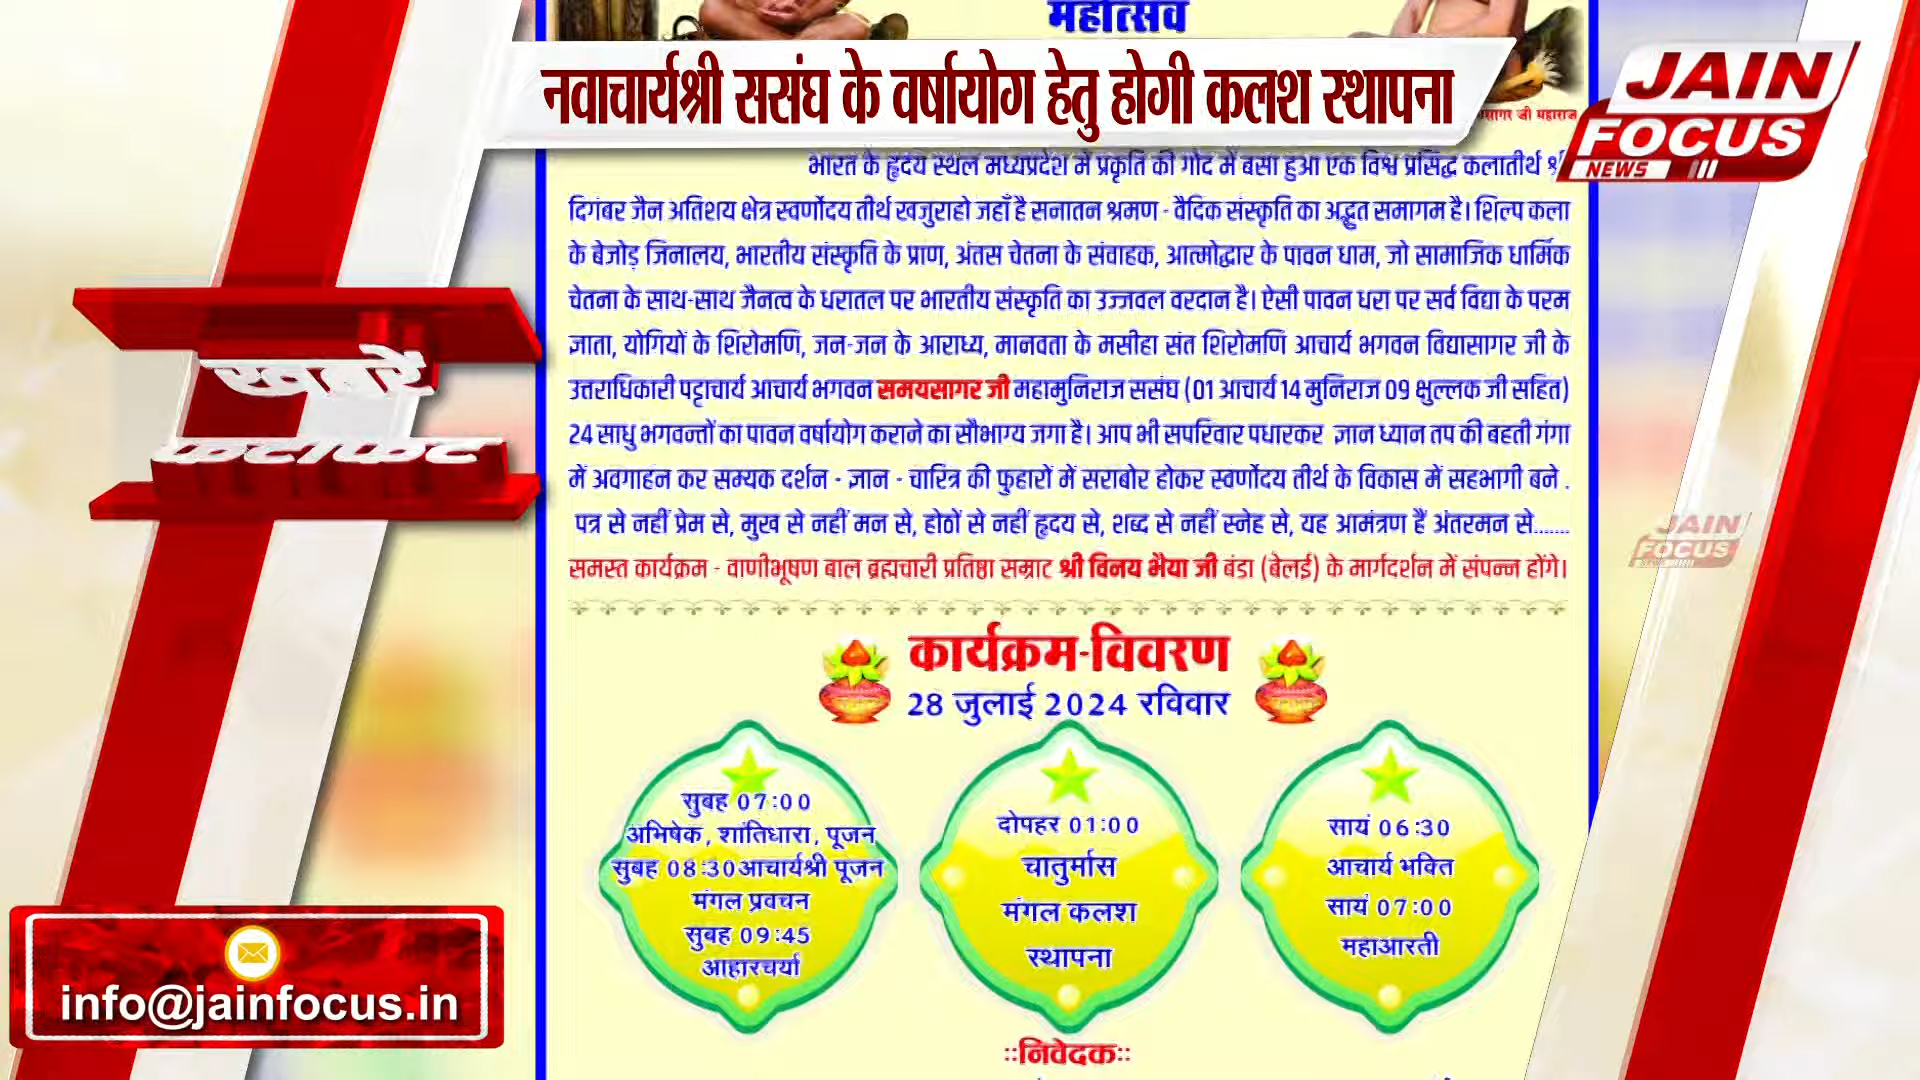 महोत्सव
नवाचार्यश्री ससंघ के वर्षायोग हेतु होगी कलश स्थापना
JAIN
FOCUS
NEWS
सागर जी महाराज
भारत के हृदय स्थल मध्यप्रदेश में प्रकृति की गोद में बसा हुआ एक विश्व प्रसिद्ध कलातीर्थ
दिगंबर जैन अतिशय क्षेत्र स्वर्णोदय तीर्थ खजुराहो जहाँ है सनातन श्रमण - वैदिक संस्कृति का अद्भुत समागम है। शिल्प कला
के बेजोड़ जिनालय, भारतीय संस्कृति के प्राण, अंतस चेतना के संवाहक, आत्मोद्धार के पावन धाम, जो सामाजिक धार्मिक
चेतना के साथ-साथ जैनत्व के धरातल पर भारतीय संस्कृति का उज्जवल वरदान है। ऐसी पावन धरा पर सर्व विद्या के परम
ज्ञाता, योगियों के शिरोमणि, जन-जन के आराध्य, मानवता के मसीहा संत शिरोमणि आचार्य भगवन विद्यासागर जी के
उत्तराधिकारी पट्टाचार्य आचार्य भगवन समयसागर जी महामुनिराज ससंघ (01 आचार्य 14 मुनिराज 09 क्षुल्लक जी सहित)
24 साधु भगवन्तों का पावन वर्षायोग कराने का सौभाग्य जगा है। आप भी सपरिवार पधारकर ज्ञान ध्यान तप की बहती गंगा
में अवगाहन कर सम्यक दर्शन - ज्ञान - चारित्र की फुहारों में सराबोर होकर स्वर्णोदय तीर्थ के विकास में सहभागी बने .
पत्र से नहीं प्रेम से, मुख से नहीं मन से, होठों से नहीं हृदय से, शब्द से नहीं स्नेह से, यह आमंत्रण हैं अंतरमन से.......
समस्त कार्यक्रम - वाणीभूषण बाल ब्रह्मचारी प्रतिष्ठा सम्राट श्री विनय भैया जी बंडा (बेलई) के मार्गदर्शन में संपन्न होंगे।
खबरें
फटाफट
JAIN
FOCUS
NEWS
कार्यक्रम-विवरण
28 जुलाई 2024 रविवार
सुबह 07:00
अभिषेक, शांतिधारा, पूजन
सुबह 08:30 आचार्यश्री पूजन
मंगल प्रवचन
सुबह 09:45
आहारचर्या
दोपहर 01:00
चातुर्मास
मंगल कलश
स्थापना
सायं 06:30
आचार्य भक्ति
सायं 07:00
महाआरती
info@jainfocus.in
::निवेदक::